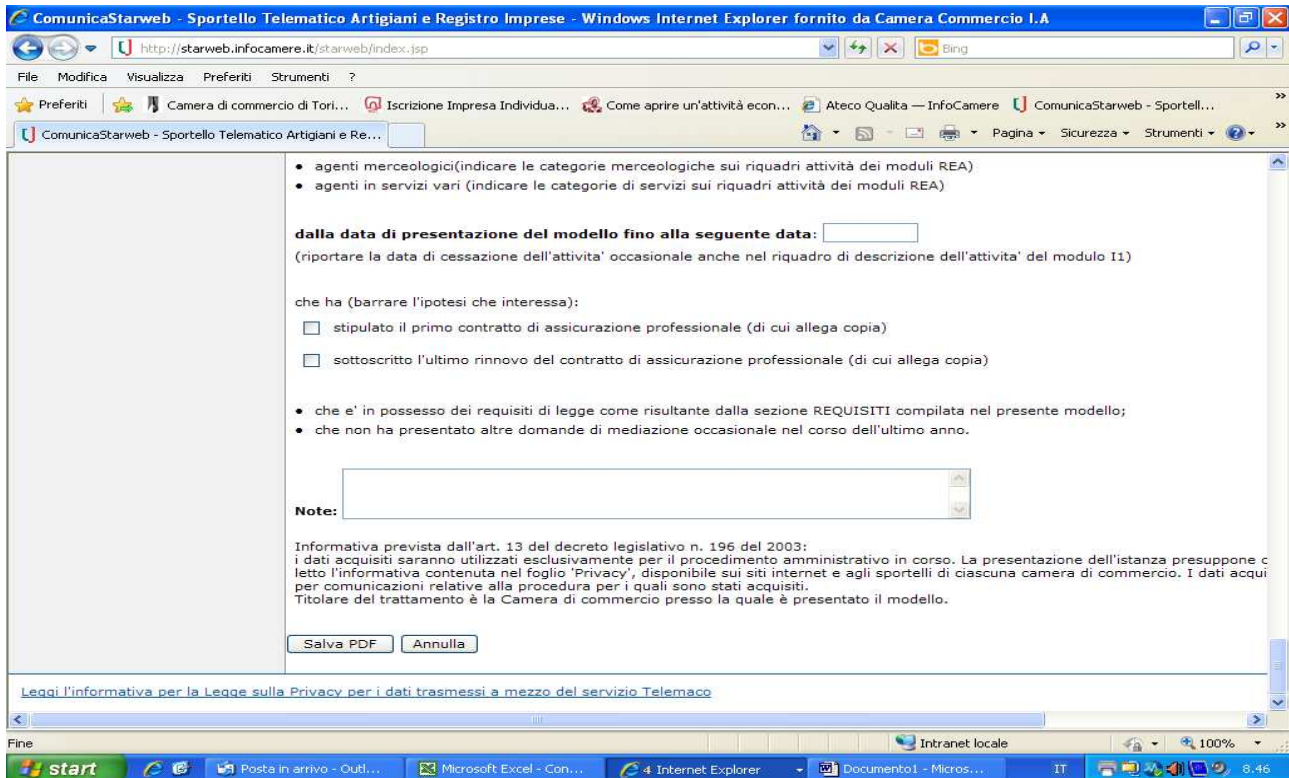 ComunicaStarweb - Sportello Telematico Artigiani e Registro Imprese - Windows Internet Explorer fornito da Camera Commercio I.A
http://starweb.infocamere.it/starweb/index.jsp
Bing
File Modifica Visualizza Preferiti Strumenti ?
Preferiti Camera di commercio di Tori... Iscrizione Impresa Individua... Come aprire un'attività econ... Ateco Qualita — InfoCamere ComunicaStarweb - Sportell... »
ComunicaStarweb - Sportello Telematico Artigiani e Re... Pagina Sicurezza Strumenti »
• agenti merceologici(indicare le categorie merceologiche sui riquadri attività dei moduli REA)
• agenti in servizi vari (indicare le categorie di servizi sui riquadri attività dei moduli REA)
dalla data di presentazione del modello fino alla seguente data:
(riportare la data di cessazione dell'attivita' occasionale anche nel riquadro di descrizione dell'attivita' del modulo I1)
che ha (barrare l'ipotesi che interessa):
stipulato il primo contratto di assicurazione professionale (di cui allega copia)
sottoscritto l'ultimo rinnovo del contratto di assicurazione professionale (di cui allega copia)
• che e' in possesso dei requisiti di legge come risultante dalla sezione REQUISITI compilata nel presente modello;
• che non ha presentato altre domande di mediazione occasionale nel corso dell'ultimo anno.
Note:
Informativa prevista dall'art. 13 del decreto legislativo n. 196 del 2003:
i dati acquisiti saranno utilizzati esclusivamente per il procedimento amministrativo in corso. La presentazione dell'istanza presuppone
letto l'informativa contenuta nel foglio 'Privacy', disponibile sui siti internet e agli sportelli di ciascuna camera di commercio. I dati acqui
per comunicazioni relative alla procedura per i quali sono stati acquisiti.
Titolare del trattamento è la Camera di commercio presso la quale è presentato il modello.
Salva PDF Annulla
Leggi l'informativa per la Legge sulla Privacy per i dati trasmessi a mezzo del servizio Telemaco
Fine Intranet locale 100%
start Posta in arrivo - Outl... Microsoft Excel - Con... 4 Internet Explorer Documento1 - Micros... IT 8.46